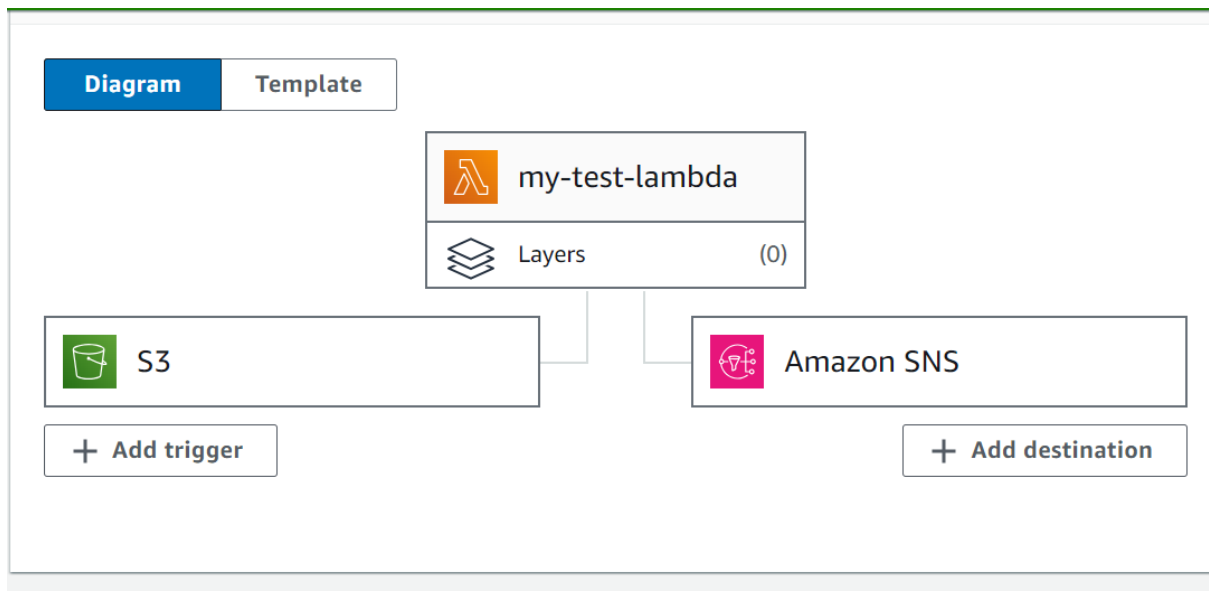 Diagram Template
my-test-lambda
Layers (0)
S3
Amazon SNS
+ Add trigger
+ Add destination